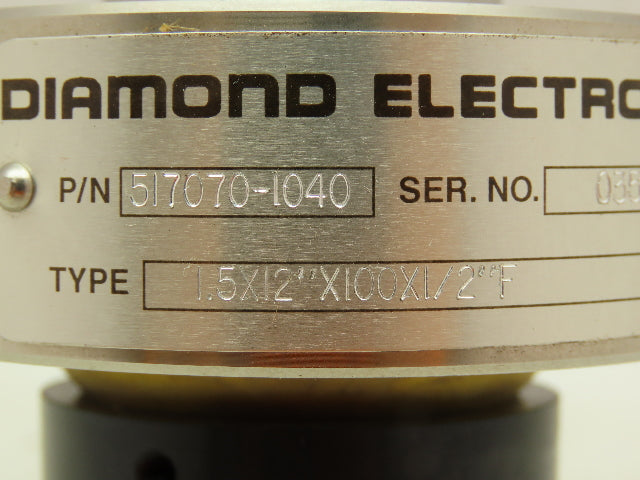 DIAMOND ELECTRO
P/N 517070-1040 SER. NO.
TYPE 1.5X12"X100X1/2"F